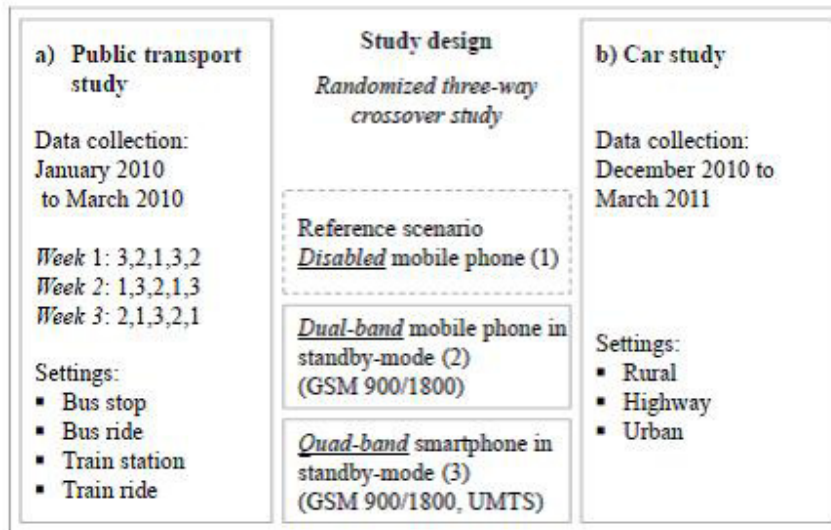 a) Public transport
study
Data collection:
January 2010
to March 2010
Week 1: 3,2,1,3,2
Week 2: 1,3,2,1,3
Week 3: 2,1,3,2,1
Settings:
▪ Bus stop
▪ Bus ride
▪ Train station
▪ Train ride
Study design
Randomized three-way
crossover study
Reference scenario
Disabled mobile phone (1)
Dual-band mobile phone in
standby-mode (2)
(GSM 900/1800)
Quad-band smartphone in
standby-mode (3)
(GSM 900/1800, UMTS)
b) Car study
Data collection:
December 2010 to
March 2011
Settings:
▪ Rural
▪ Highway
▪ Urban